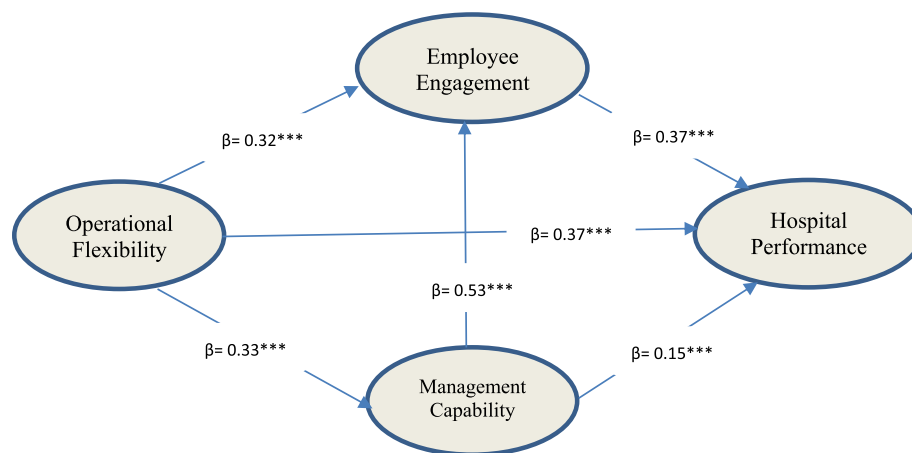 Employee
Engagement
β= 0.32***
β= 0.37***
Operational
Flexibility
β= 0.37***
Hospital
Performance
β= 0.53***
β= 0.33***
β= 0.15***
Management
Capability